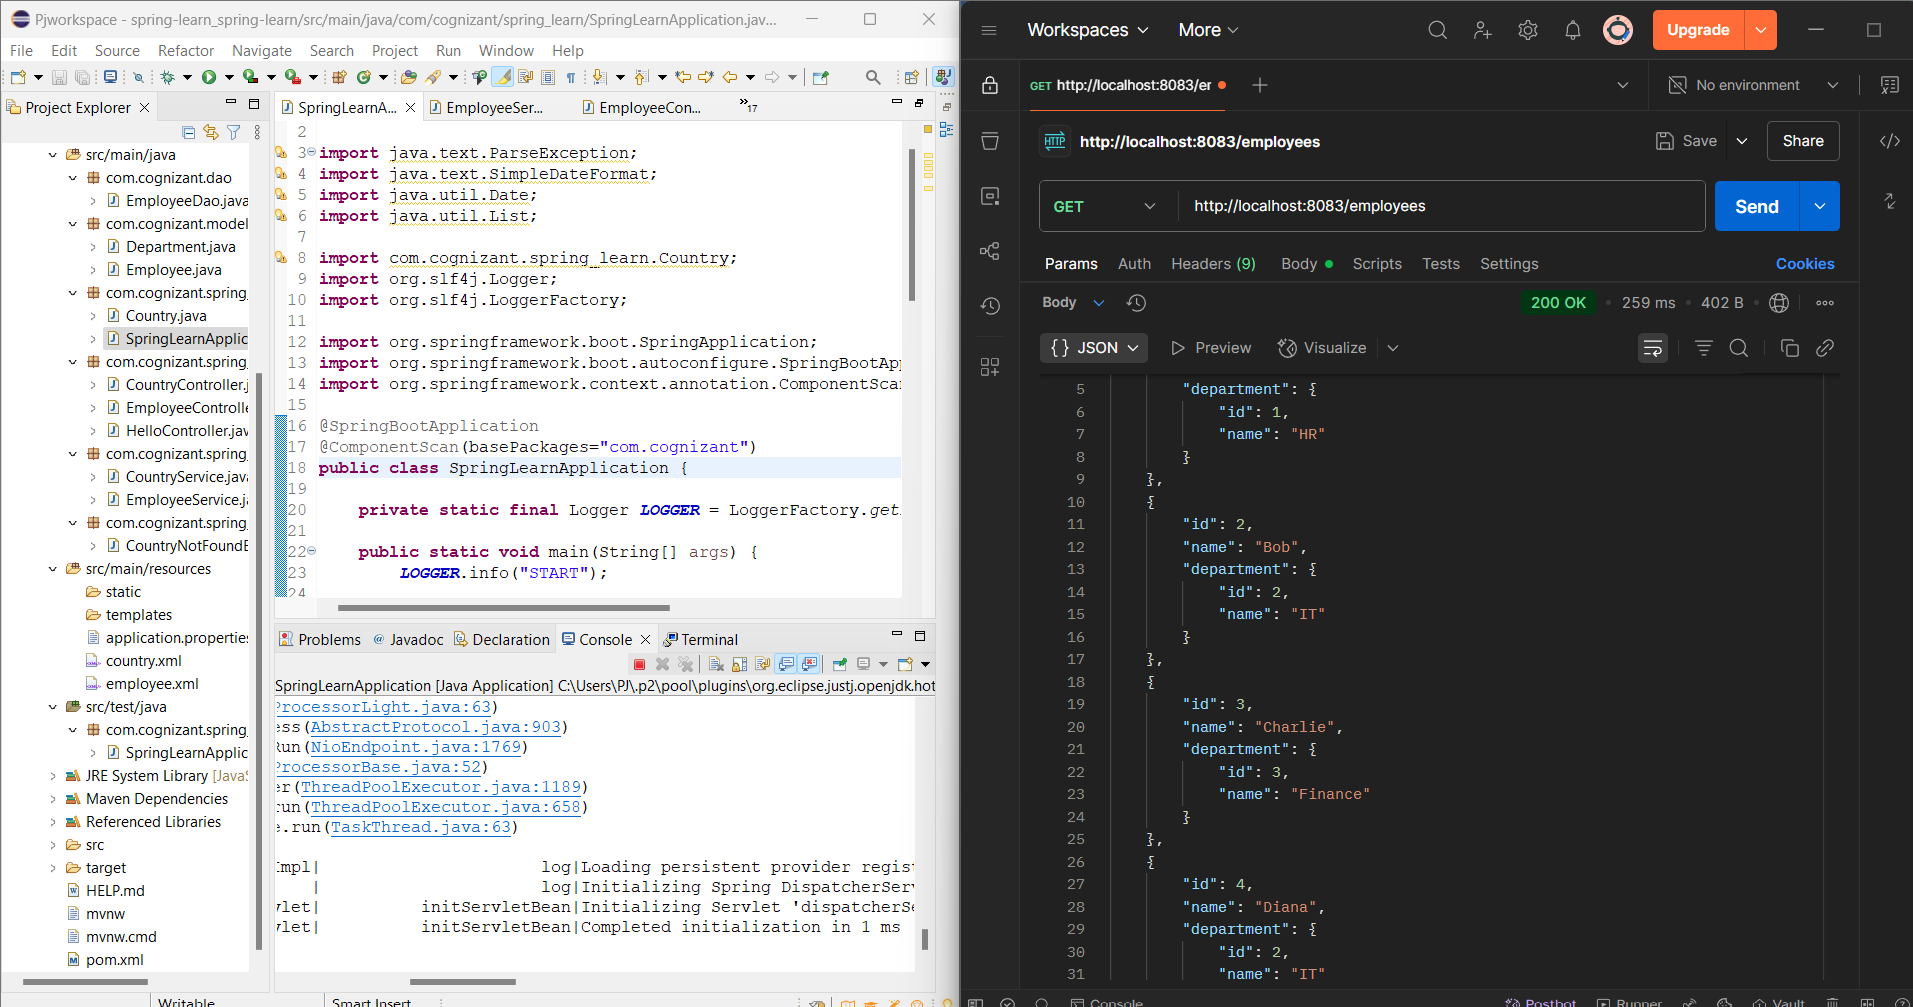 Pjworkspace - spring-learn_spring-learn/src/main/java/com/cognizant/spring_learn/SpringLearnApplication.jav...
File Edit Source Refactor Navigate Search Project Run Window Help
Project Explorer
src/main/java
com.cognizant.dao
EmployeeDao.java
com.cognizant.model
Department.java
Employee.java
com.cognizant.spring_
Country.java
SpringLearnApplic
com.cognizant.spring_
CountryController.j
EmployeeControlle
HelloController.jav
com.cognizant.spring_
CountryService.java
EmployeeService.ja
com.cognizant.spring_
CountryNotFoundE
src/main/resources
static
templates
application.properties
country.xml
employee.xml
src/test/java
com.cognizant.spring_
SpringLearnApplic
JRE System Library [JavaS
Maven Dependencies
Referenced Libraries
src
target
HELP.md
mvnw
mvnw.cmd
pom.xml
SpringLearnA... EmployeeSer... EmployeeCon... »17
2
3 import java.text.ParseException;
4 import java.text.SimpleDateFormat;
5 import java.util.Date;
6 import java.util.List;
7
8 import com.cognizant.spring_learn.Country;
9 import org.slf4j.Logger;
10 import org.slf4j.LoggerFactory;
11
12 import org.springframework.boot.SpringApplication;
13 import org.springframework.boot.autoconfigure.SpringBootApp
14 import org.springframework.context.annotation.ComponentScan
15
16 @SpringBootApplication
17 @ComponentScan(basePackages="com.cognizant")
18 public class SpringLearnApplication {
19
20 private static final Logger LOGGER = LoggerFactory.getL
21
22 public static void main(String[] args) {
23 LOGGER.info("START");
24
Problems Javadoc Declaration Console Terminal
SpringLearnApplication [Java Application] C:\Users\PJ\.p2\pool\plugins\org.eclipse.justj.openjdk.hot
ProcessorLight.java:63)
ess(AbstractProtocol.java:903)
Run(NioEndpoint.java:1769)
ProcessorBase.java:52)
er(ThreadPoolExecutor.java:1189)
run(ThreadPoolExecutor.java:658)
e.run(TaskThread.java:63)
Impl| log|Loading persistent provider regist
| log|Initializing Spring DispatcherServ
vlet| initServletBean|Initializing Servlet 'dispatcherSe
vlet| initServletBean|Completed initialization in 1 ms
Writable Smart Insert
Workspaces More Upgrade
GET http://localhost:8083/er No environment
HTTP http://localhost:8083/employees Save Share
GET http://localhost:8083/employees Send
Params Auth Headers (9) Body Scripts Tests Settings Cookies
Body 200 OK 259 ms 402 B
{} JSON Preview Visualize
5 "department": {
6 "id": 1,
7 "name": "HR"
8 }
9 },
10 {
11 "id": 2,
12 "name": "Bob",
13 "department": {
14 "id": 2,
15 "name": "IT"
16 }
17 },
18 {
19 "id": 3,
20 "name": "Charlie",
21 "department": {
22 "id": 3,
23 "name": "Finance"
24 }
25 },
26 {
27 "id": 4,
28 "name": "Diana",
29 "department": {
30 "id": 2,
31 "name": "IT"
Console Postbot Runner Vault